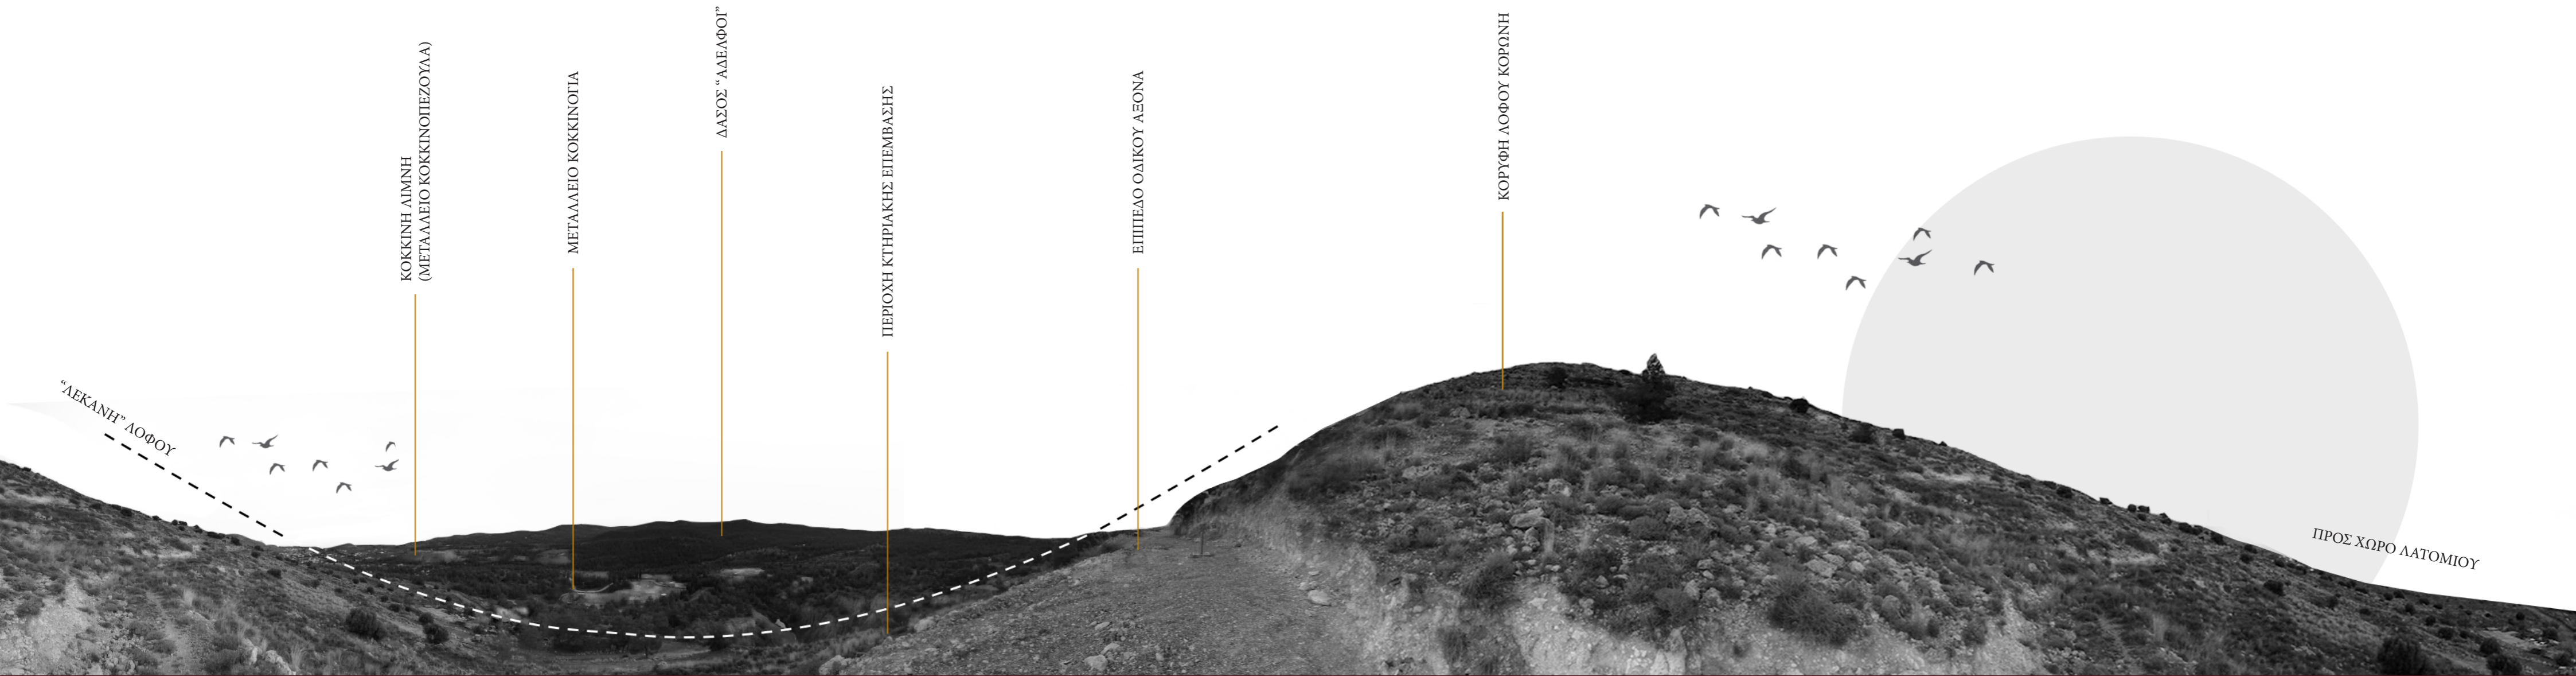 “ΛΕΚΑΝΗ” ΛΟΦΟΥ
ΚΟΚΚΙΝΗ ΛΙΜΝΗ
(ΜΕΤΑΛΛΕΙΟ ΚΟΚΚΙΝΟΠΕΖΟΥΛΑ)
ΜΕΤΑΛΛΕΙΟ ΚΟΚΚΙΝΟΓΙΑ
ΔΑΣΟΣ “ΑΔΕΛΦΟΙ”
ΠΕΡΙΟΧΗ ΚΤΗΡΙΑΚΗΣ ΕΠΕΜΒΑΣΗΣ
ΕΠΙΠΕΔΟ ΟΔΙΚΟΥ ΑΞΟΝΑ
ΚΟΡΥΦΗ ΛΟΦΟΥ ΚΟΡΩΝΗ
ΠΡΟΣ ΧΩΡΟ ΛΑΤΟΜΙΟΥ